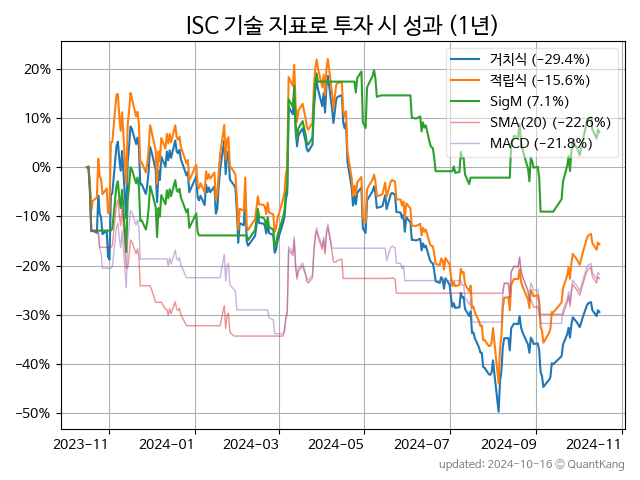 ISC 기술 지표로 투자 시 성과 (1년)
거치식 (−29.4%)
적립식 (−15.6%)
SigM (7.1%)
SMA(20) (−22.6%)
MACD (−21.8%)
20%
10%
0%
−10%
−20%
−30%
−40%
−50%
2023-11 2024-01 2024-03 2024-05 2024-07 2024-09 2024-11
updated: 2024-10-16 © QuantKang